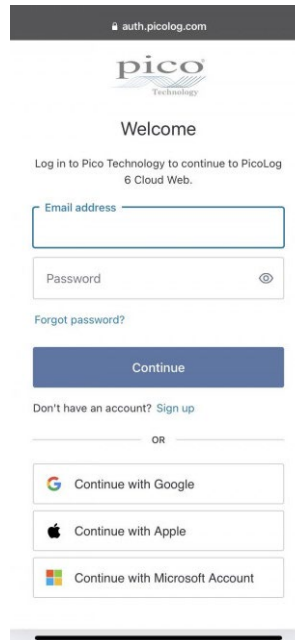 auth.picolog.com
pico
Technology
Welcome
Log in to Pico Technology to continue to PicoLog
6 Cloud Web.
Email address
Password
Forgot password?
Continue
Don't have an account? Sign up
OR
Continue with Google
Continue with Apple
Continue with Microsoft Account